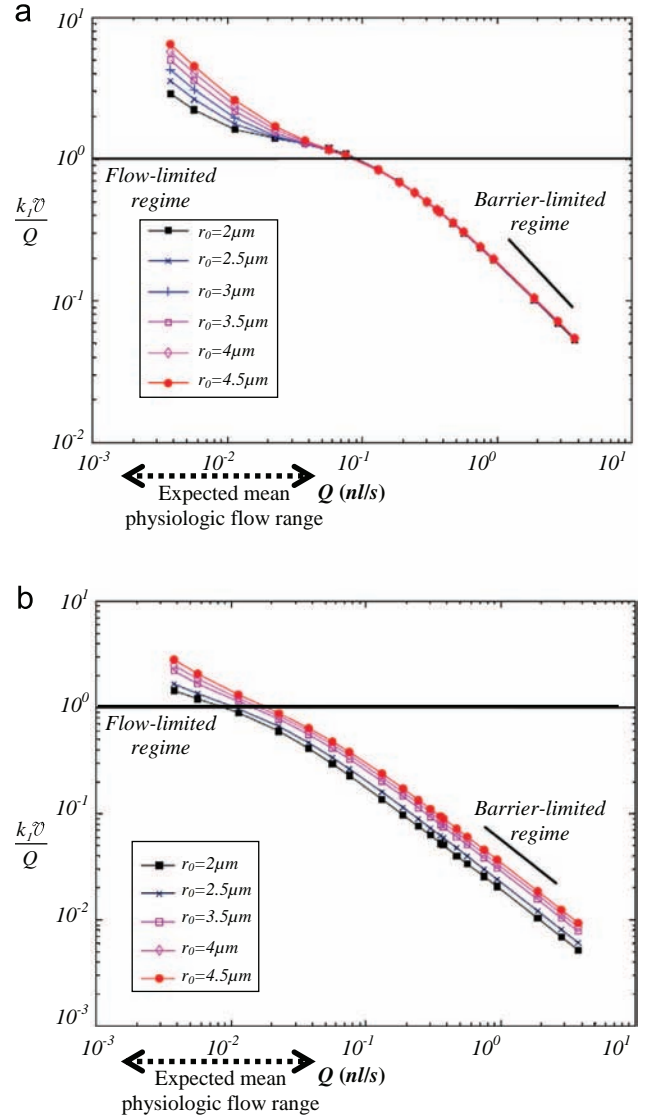 a
10^1
10^0
Flow-limited
regime
Barrier-limited
regime
k_1ṽ
Q
r_0=2μm
r_0=2.5μm
r_0=3μm
r_0=3.5μm
r_0=4μm
r_0=4.5μm
10^-1
10^-2
10^-3
10^-2
10^-1
10^0
10^1
Expected mean
physiologic flow range
Q (nl/s)
b
10^1
10^0
Flow-limited
regime
10^-1
Barrier-limited
regime
k_1ṽ
Q
r_0=2μm
r_0=2.5μm
r_0=3.5μm
r_0=4μm
r_0=4.5μm
10^-2
10^-3
10^-3
10^-2
10^-1
10^0
10^1
Expected mean
physiologic flow range
Q (nl/s)